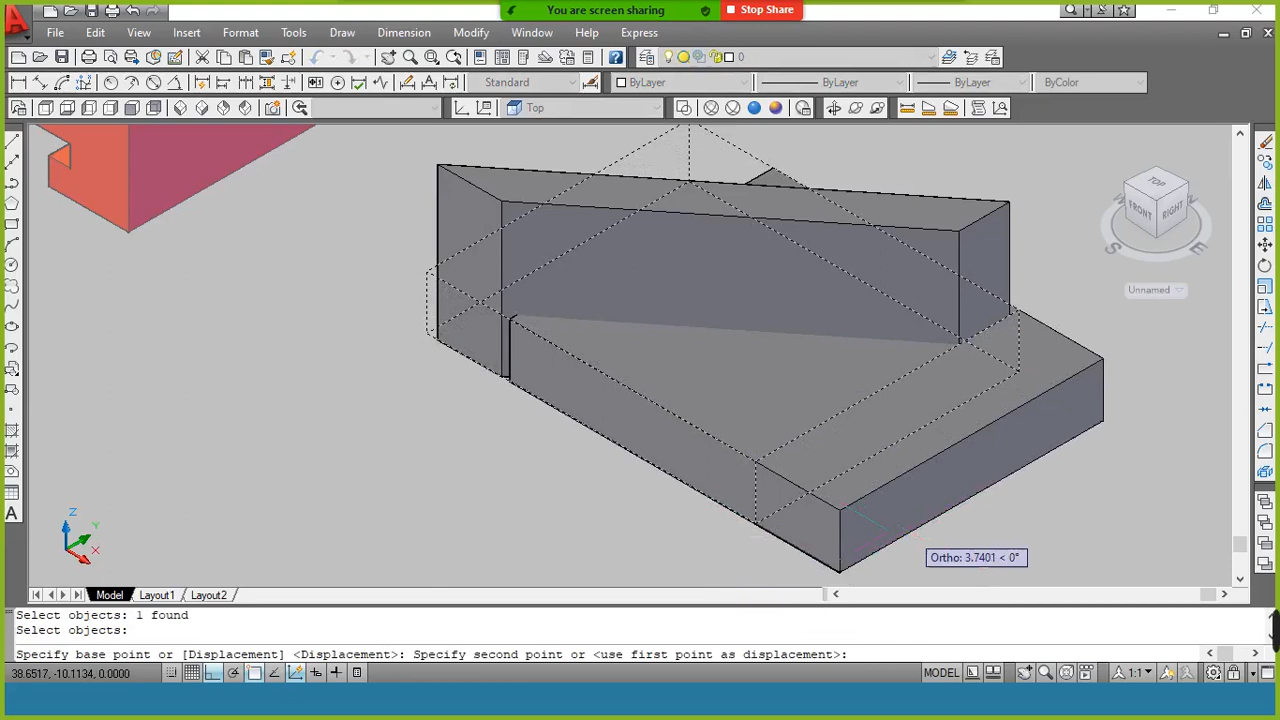 You are screen sharing
Stop Share
File Edit View Insert Format Tools Draw Dimension Modify Window Help Express
0
Standard ByLayer ByLayer ByLayer ByColor
Top
TOP
FRONT RIGHT
S E
Unnamed
Z
Y
X
Ortho: 3.7401 < 0°
Model Layout1 Layout2
Select objects: 1 found
Select objects:
Specify base point or [Displacement] <Displacement>: Specify second point or <use first point as displacement>:
38.6517, -10.1134, 0.0000 MODEL 1:1